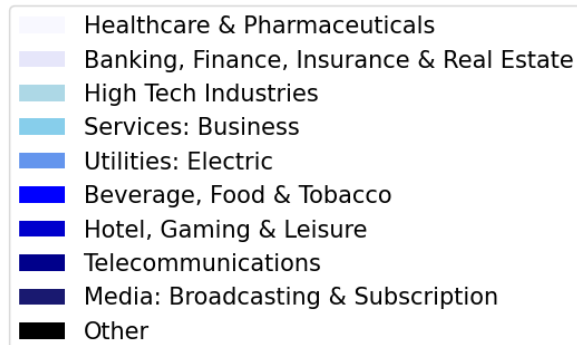 Healthcare & Pharmaceuticals
Banking, Finance, Insurance & Real Estate
High Tech Industries
Services: Business
Utilities: Electric
Beverage, Food & Tobacco
Hotel, Gaming & Leisure
Telecommunications
Media: Broadcasting & Subscription
Other